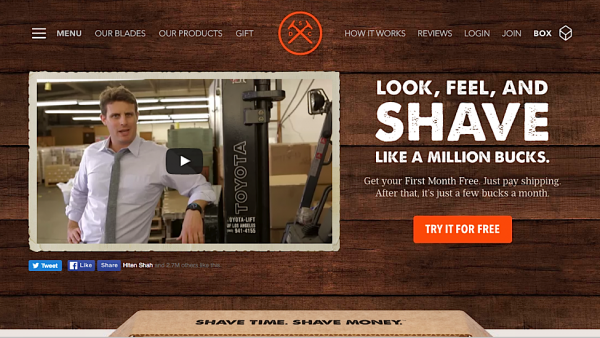 MENU OUR BLADES OUR PRODUCTS GIFT DSC HOW IT WORKS REVIEWS LOGIN JOIN BOX
LOOK, FEEL, AND
SHAVE
LIKE A MILLION BUCKS.
Get your First Month Free. Just pay shipping.
After that, it's just a few bucks a month.
TRY IT FOR FREE
TOYOTA
TOYOTA-LIFT
OF LOS ANGELES
941-4155
Tweet Like Share Hiten Shah and 2.7M others like this.
SHAVE TIME. SHAVE MONEY.